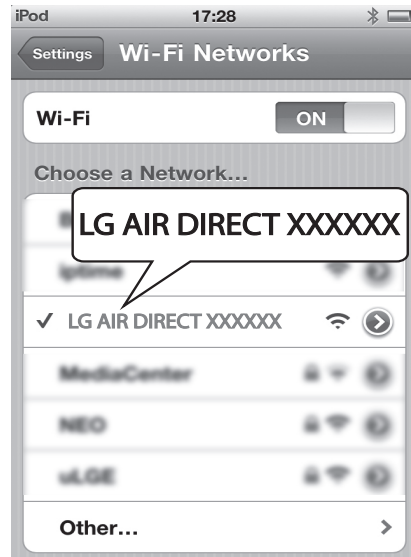 iPod 17:28
Settings Wi-Fi Networks
Wi-Fi ON
Choose a Network...
LG AIR DIRECT XXXXXX
iptime
✓ LG AIR DIRECT XXXXXX
MediaCenter
NEO
uLGE
Other...